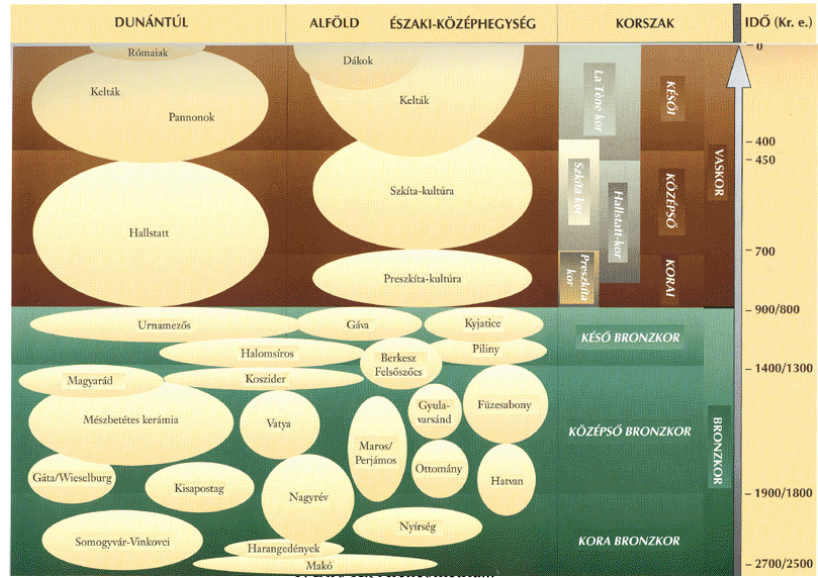 DUNÁNTÚL
ALFÖLD
ÉSZAKI-KÖZÉPHEGYSÉG
KORSZAK
IDŐ (Kr. e.)
Rómaiak
Kelták
Pannonok
Dákok
Kelták
La Tène kor
KÉSŐI
0
400
450
Hallstatt
Szkíta-kultúra
Preszkíta-kultúra
Szkíta kor
Hallstatt-kor
Preszkíta
kor
KÖZÉPSŐ
KORAI
VASKOR
700
900/800
Urnamezős
Gáva
Kyjatice
Halomsíros
Berkesz
Felsőszőcs
Piliny
KÉSŐ BRONZKOR
1400/1300
Magyarád
Koszider
Mészbetétes kerámia
Vatya
Maros/
Perjámos
Gyula-
varsánd
Füzesabony
Ottomány
Hatvan
Gáta/Wieselburg
Kisapostag
Nagyrév
KÖZÉPSŐ BRONZKOR
BRONZKOR
1900/1800
Somogyvár-Vinkovci
Nyírség
Harangedények
Makó
KORA BRONZKOR
2700/2500